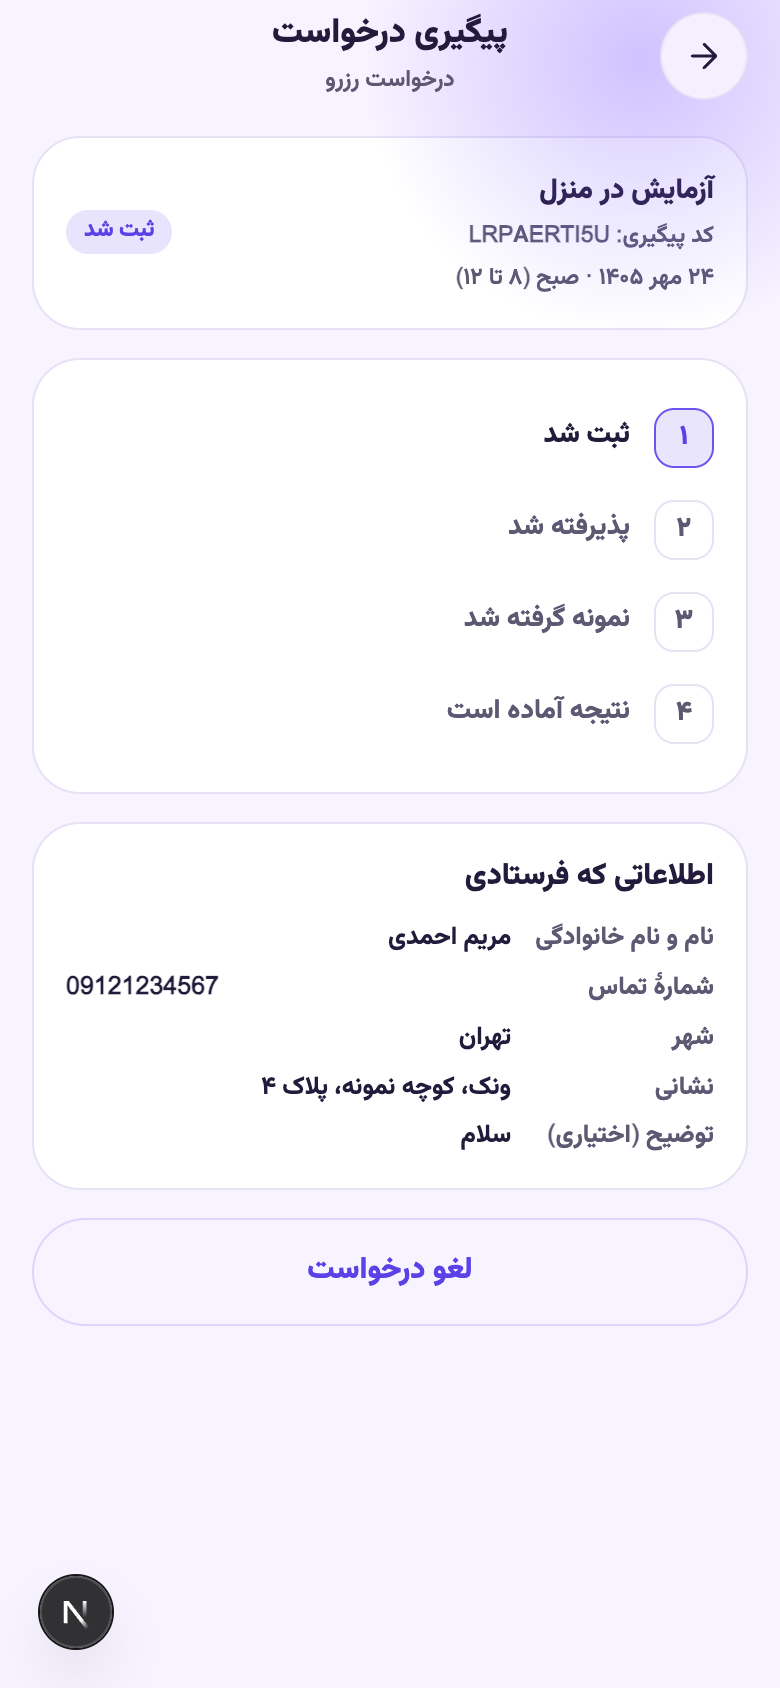 پیگیری درخواست
درخواست رزرو
آزمایش در منزل
کد پیگیری: LRPAERTI5U
۲۴ مهر ۱۴۰۵ · صبح (۸ تا ۱۲)
ثبت شد
۱ ثبت شد
۲ پذیرفته شد
۳ نمونه گرفته شد
۴ نتیجه آماده است
اطلاعاتی که فرستادی
نام و نام خانوادگی مریم احمدی
شمارهٔ تماس 09121234567
شهر تهران
نشانی ونک، کوچه نمونه، پلاک ۴
توضیح (اختیاری) سلام
لغو درخواست
N